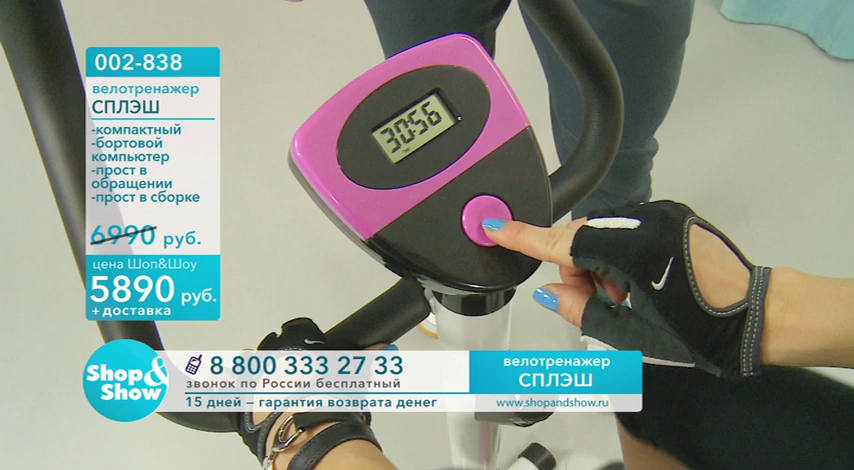 002-838
велотренажер
СПЛЭШ
-компактный
-бортовой
компьютер
-прост в
обращении
-прост в сборке
6990 руб.
цена Шоп&Шоу
5890 руб.
+ доставка
30:56
Shop&
Show
8 800 333 27 33
звонок по России бесплатный
15 дней – гарантия возврата денег
велотренажер
СПЛЭШ
www.shopandshow.ru